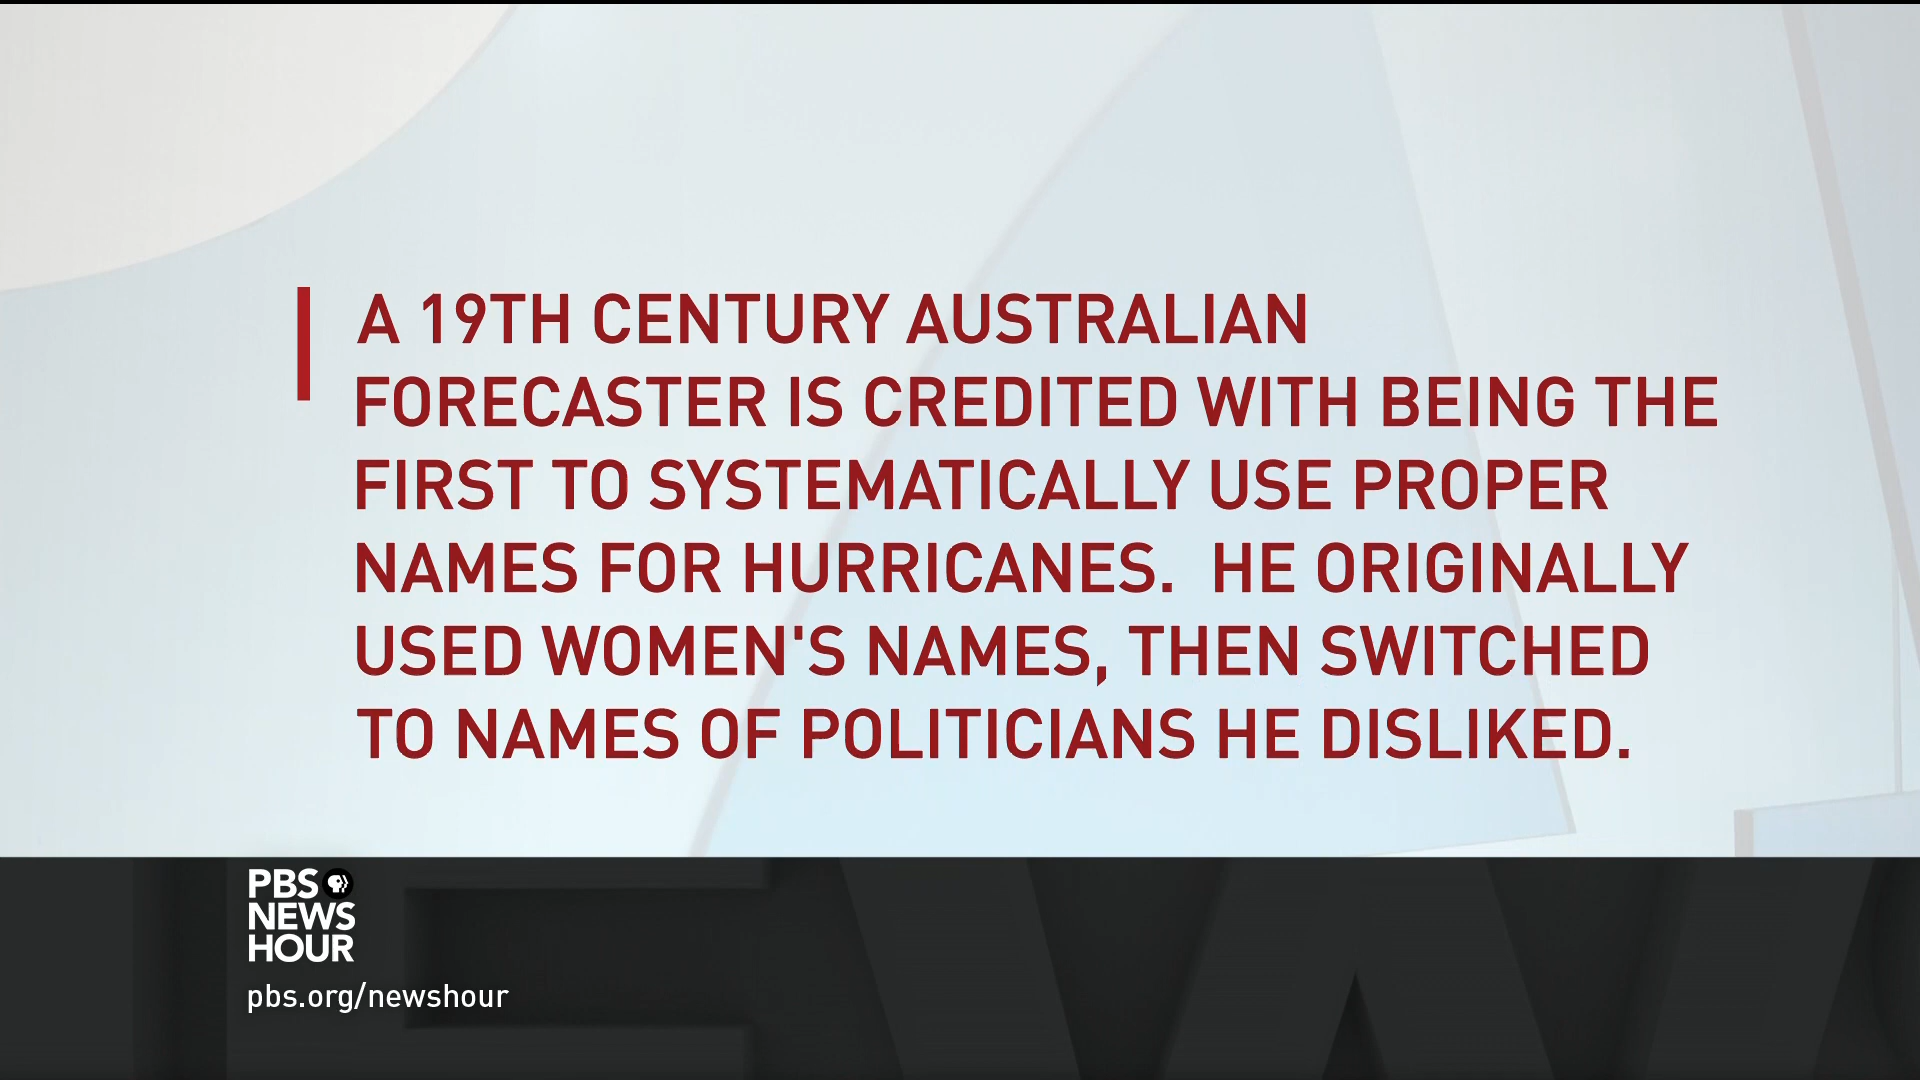 A 19TH CENTURY AUSTRALIAN
FORECASTER IS CREDITED WITH BEING THE
FIRST TO SYSTEMATICALLY USE PROPER
NAMES FOR HURRICANES.  HE ORIGINALLY
USED WOMEN'S NAMES, THEN SWITCHED
TO NAMES OF POLITICIANS HE DISLIKED.
PBS
NEWS
HOUR
pbs.org/newshour